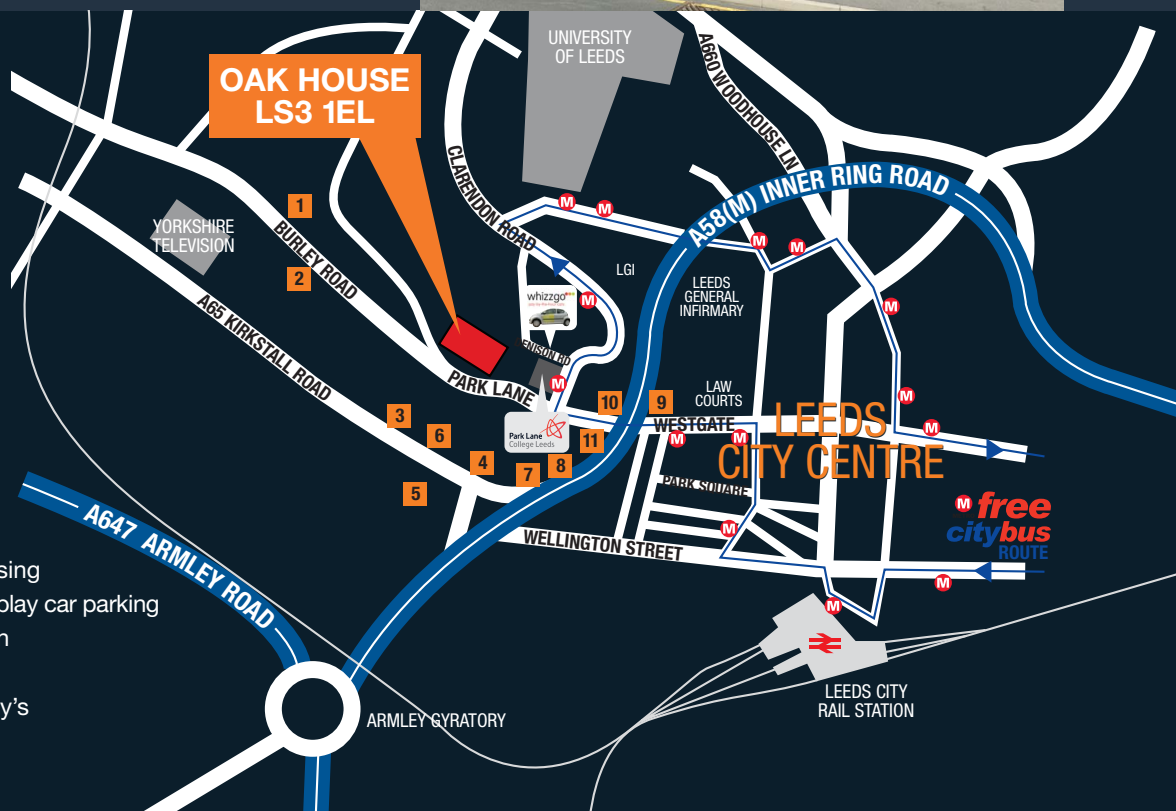 UNIVERSITY
OF LEEDS
A660 WOODHOUSE LN
OAK HOUSE
LS3 1EL
CLARENDON ROAD
A58(M) INNER RING ROAD
1
YORKSHIRE
TELEVISION
BURLEY ROAD
2
M
M
M
M
LGI
LEEDS
GENERAL
INFIRMARY
whizzgo
M
M
A65 KIRKSTALL ROAD
ENISON RD
PARK LANE
M
LAW
COURTS
M
10
9
3
WESTGATE
LEEDS
CITY CENTRE
M
M
M
Park Lane
College Leeds
6
11
4
7
8
5
PARK SQUARE
M free
citybus
ROUTE
A647 ARMLEY ROAD
WELLINGTON STREET
M
M
M
sing
play car parking
n
y's
LEEDS CITY
RAIL STATION
ARMLEY GYRATORY